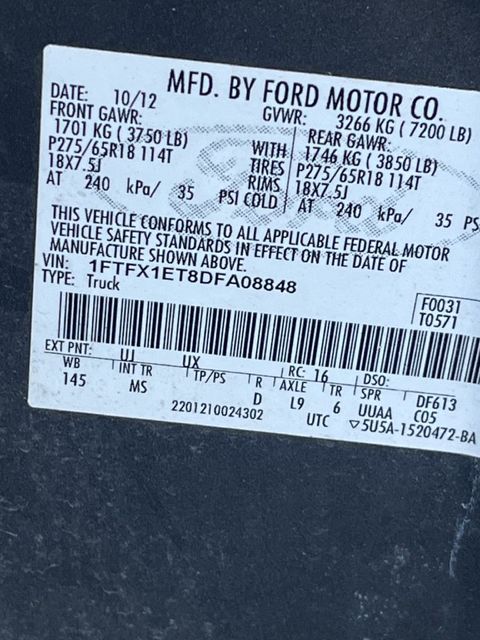 MFD. BY FORD MOTOR CO.
DATE: 10/12 GVWR: 3266 KG ( 7200 LB)
FRONT GAWR: REAR GAWR:
1701 KG ( 3750 LB) WITH 1746 KG ( 3850 LB)
P275/65R18 114T TIRES P275/65R18 114T
18X7.5J RIMS 18X7.5J
AT 240 kPa/ 35 PSI COLD AT 240 kPa/ 35 PS
THIS VEHICLE CONFORMS TO ALL APPLICABLE FEDERAL MOTOR
VEHICLE SAFETY STANDARDS IN EFFECT ON THE DATE OF
MANUFACTURE SHOWN ABOVE.
VIN: 1FTFX1ET8DFA08848
TYPE: Truck
F0031
T0571
EXT PNT: UJ UX RC: 16 DSO:
WB INT TR TP/PS R AXLE TR SPR DF613
145 MS D L9 6 UUAA C05
2201210024302 UTC ▽5U5A-1520472-BA